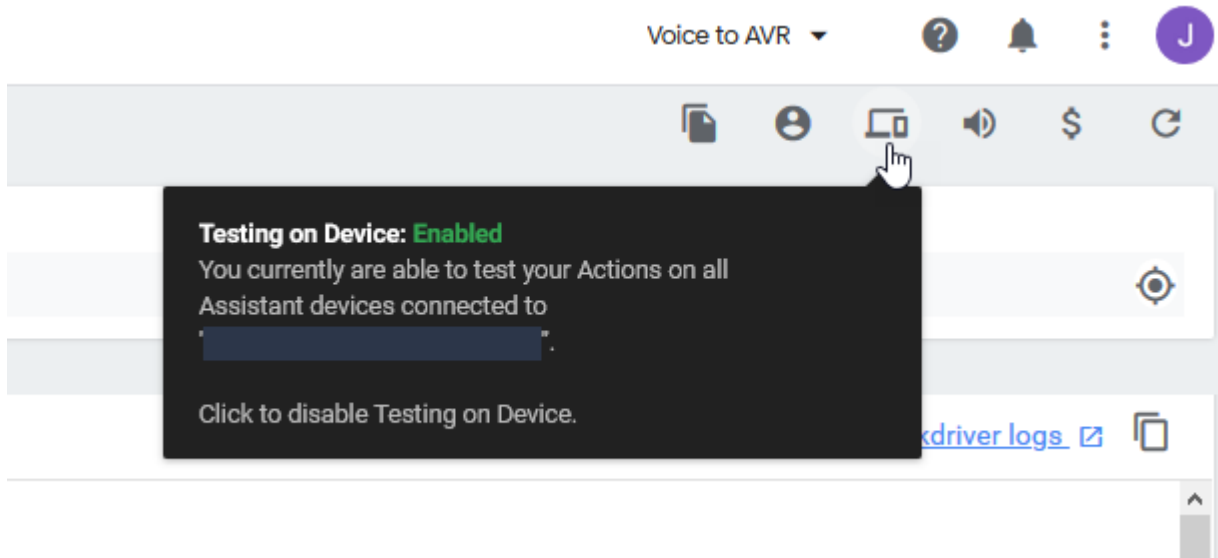 Voice to AVR
J
Testing on Device: Enabled
You currently are able to test your Actions on all
Assistant devices connected to
"                    ".
Click to disable Testing on Device.
kdriver logs